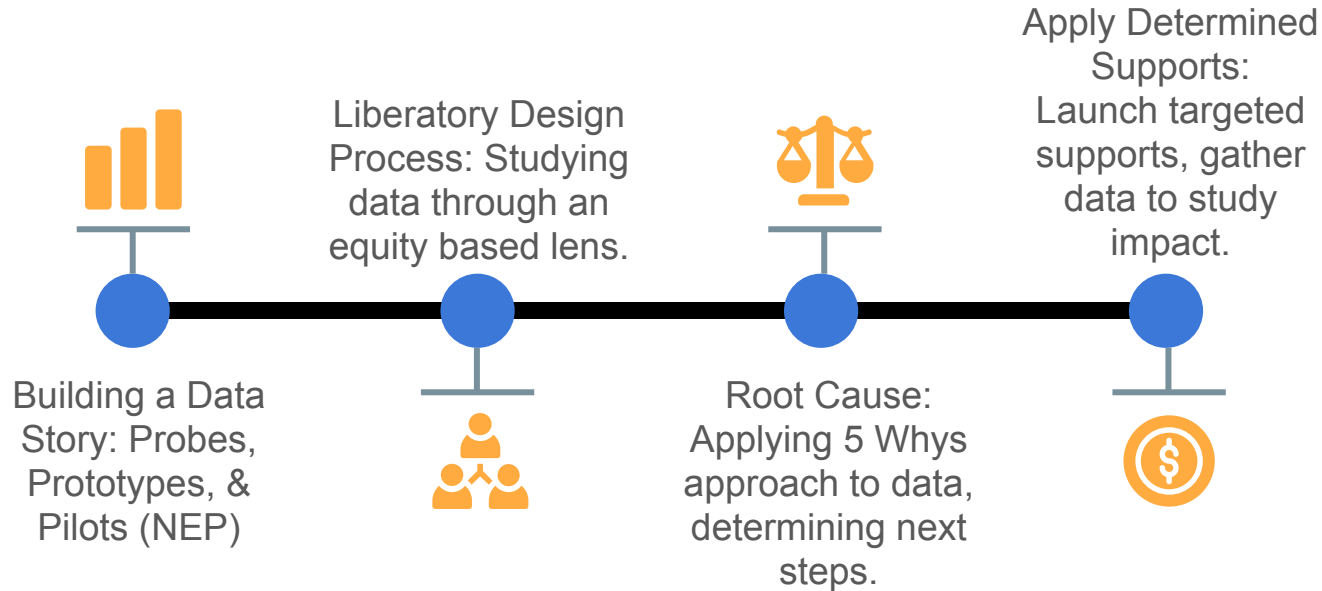 Building a Data
Story: Probes,
Prototypes, &
Pilots (NEP)
Liberatory Design
Process: Studying
data through an
equity based lens.
Root Cause:
Applying 5 Whys
approach to data,
determining next
steps.
Apply Determined
Supports:
Launch targeted
supports, gather
data to study
impact.
$